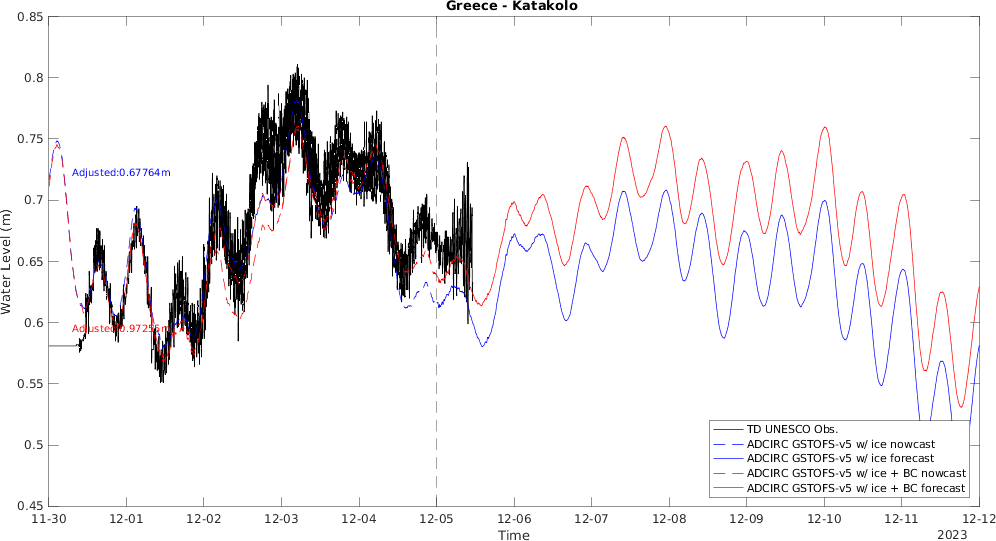 Greece - Katakolo
0.85
0.8
0.75
0.7
0.65
0.6
0.55
0.5
0.45
Water Level (m)
Adjusted:0.67764m
Adjusted:0.97255m
TD UNESCO Obs.
ADCIRC GSTOFS-v5 w/ ice nowcast
ADCIRC GSTOFS-v5 w/ ice forecast
ADCIRC GSTOFS-v5 w/ ice + BC nowcast
ADCIRC GSTOFS-v5 w/ ice + BC forecast
11-30 12-01 12-02 12-03 12-04 12-05 12-06 12-07 12-08 12-09 12-10 12-11 12-12
Time
2023